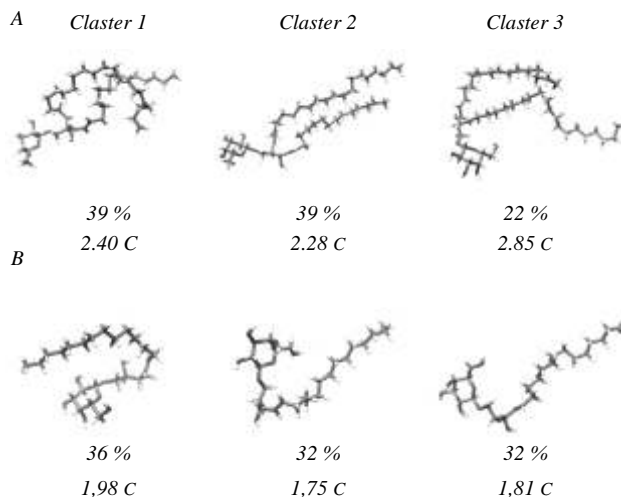 A Claster 1 Claster 2 Claster 3
39 % 39 % 22 %
2.40 C 2.28 C 2.85 C
B
36 % 32 % 32 %
1,98 C 1,75 C 1,81 C